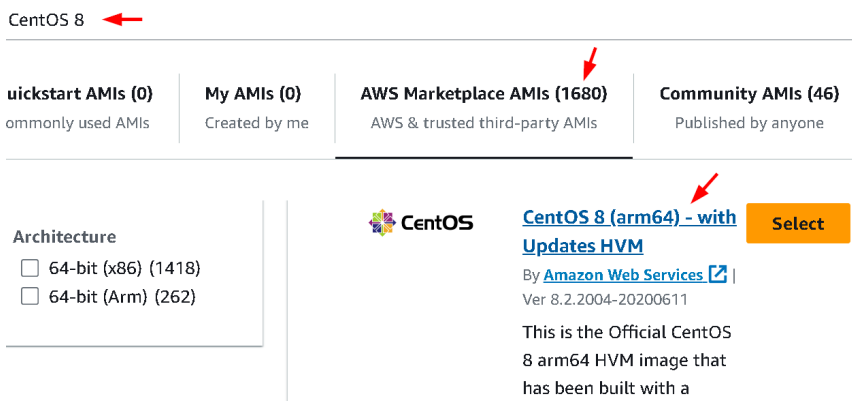 CentOS 8
uickstart AMIs (0)
ommonly used AMIs
My AMIs (0)
Created by me
AWS Marketplace AMIs (1680)
AWS & trusted third-party AMIs
Community AMIs (46)
Published by anyone
Architecture
64-bit (x86) (1418)
64-bit (Arm) (262)
CentOS
CentOS 8 (arm64) - with
Updates HVM
By Amazon Web Services |
Ver 8.2.2004-20200611
This is the Official CentOS
8 arm64 HVM image that
has been built with a
Select